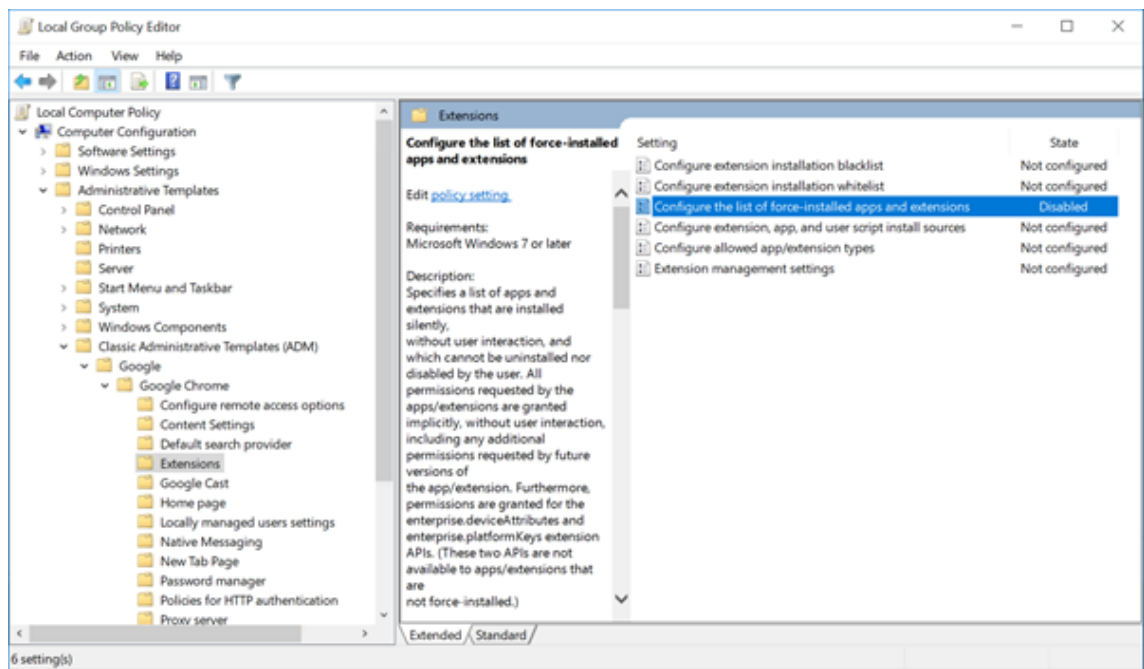 Local Group Policy Editor
File Action View Help
Local Computer Policy
Computer Configuration
Software Settings
Windows Settings
Administrative Templates
Control Panel
Network
Printers
Server
Start Menu and Taskbar
System
Windows Components
Classic Administrative Templates (ADM)
Google
Google Chrome
Configure remote access options
Content Settings
Default search provider
Extensions
Google Cast
Home page
Locally managed users settings
Native Messaging
New Tab Page
Password manager
Policies for HTTP authentication
Proxy server
Extensions
Configure the list of force-installed
apps and extensions
Edit policy setting.
Requirements:
Microsoft Windows 7 or later
Description:
Specifies a list of apps and
extensions that are installed
silently,
without user interaction, and
which cannot be uninstalled nor
disabled by the user. All
permissions requested by the
apps/extensions are granted
implicitly, without user interaction,
including any additional
permissions requested by future
versions of
the app/extension. Furthermore,
permissions are granted for the
enterprise.deviceAttributes and
enterprise.platformKeys extension
APIs. (These two APIs are not
available to apps/extensions that
are
not force-installed.)
Setting State
Configure extension installation blacklist Not configured
Configure extension installation whitelist Not configured
Configure the list of force-installed apps and extensions Disabled
Configure extension, app, and user script install sources Not configured
Configure allowed app/extension types Not configured
Extension management settings Not configured
Extended Standard
6 setting(s)